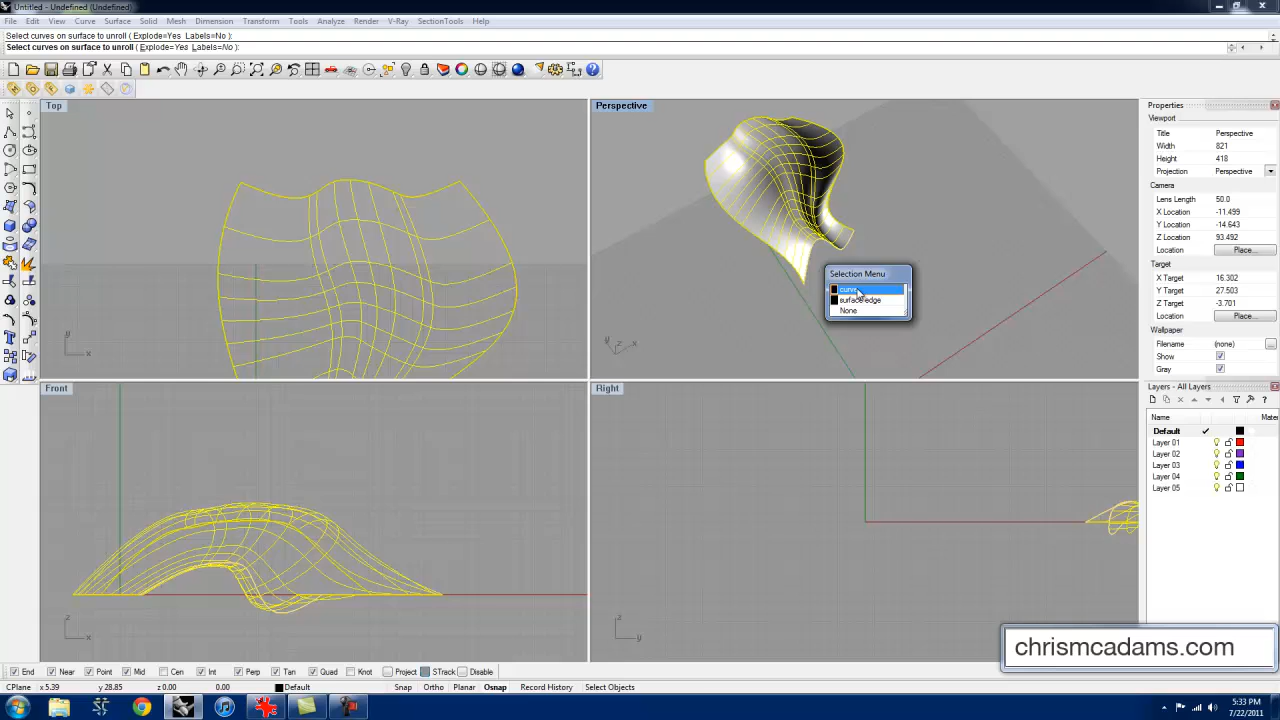 Untitled - Undefined (Undefined)
File Edit View Curve Surface Solid Mesh Dimension Transform Tools Analyze Render V-Ray SectionTools Help
Select curves on surface to unroll ( Explode=Yes Labels=No ):
Select curves on surface to unroll ( Explode=Yes Labels=No ):
Top
Perspective
Front
Right
Selection Menu
curve
surface edge
None
Properties
Viewport
Title Perspective
Width 821
Height 418
Projection Perspective
Camera
Lens Length 50.0
X Location -11.499
Y Location -14.643
Z Location 93.492
Location Place...
Target
X Target 16.302
Y Target 27.503
Z Target -3.701
Location Place...
Wallpaper
Filename (none)
Show
Gray
Layers - All Layers
Name Mater
Default
Layer 01
Layer 02
Layer 03
Layer 04
Layer 05
y x
z x
y z x
z y
chrismcadams.com
End Near Point Mid Cen Int Perp Tan Quad Knot Project STrack Disable
CPlane x 5.39 y 28.85 z 0.00 0.00 Default Snap Ortho Planar Osnap Record History Select Objects
5:33 PM
7/22/2011